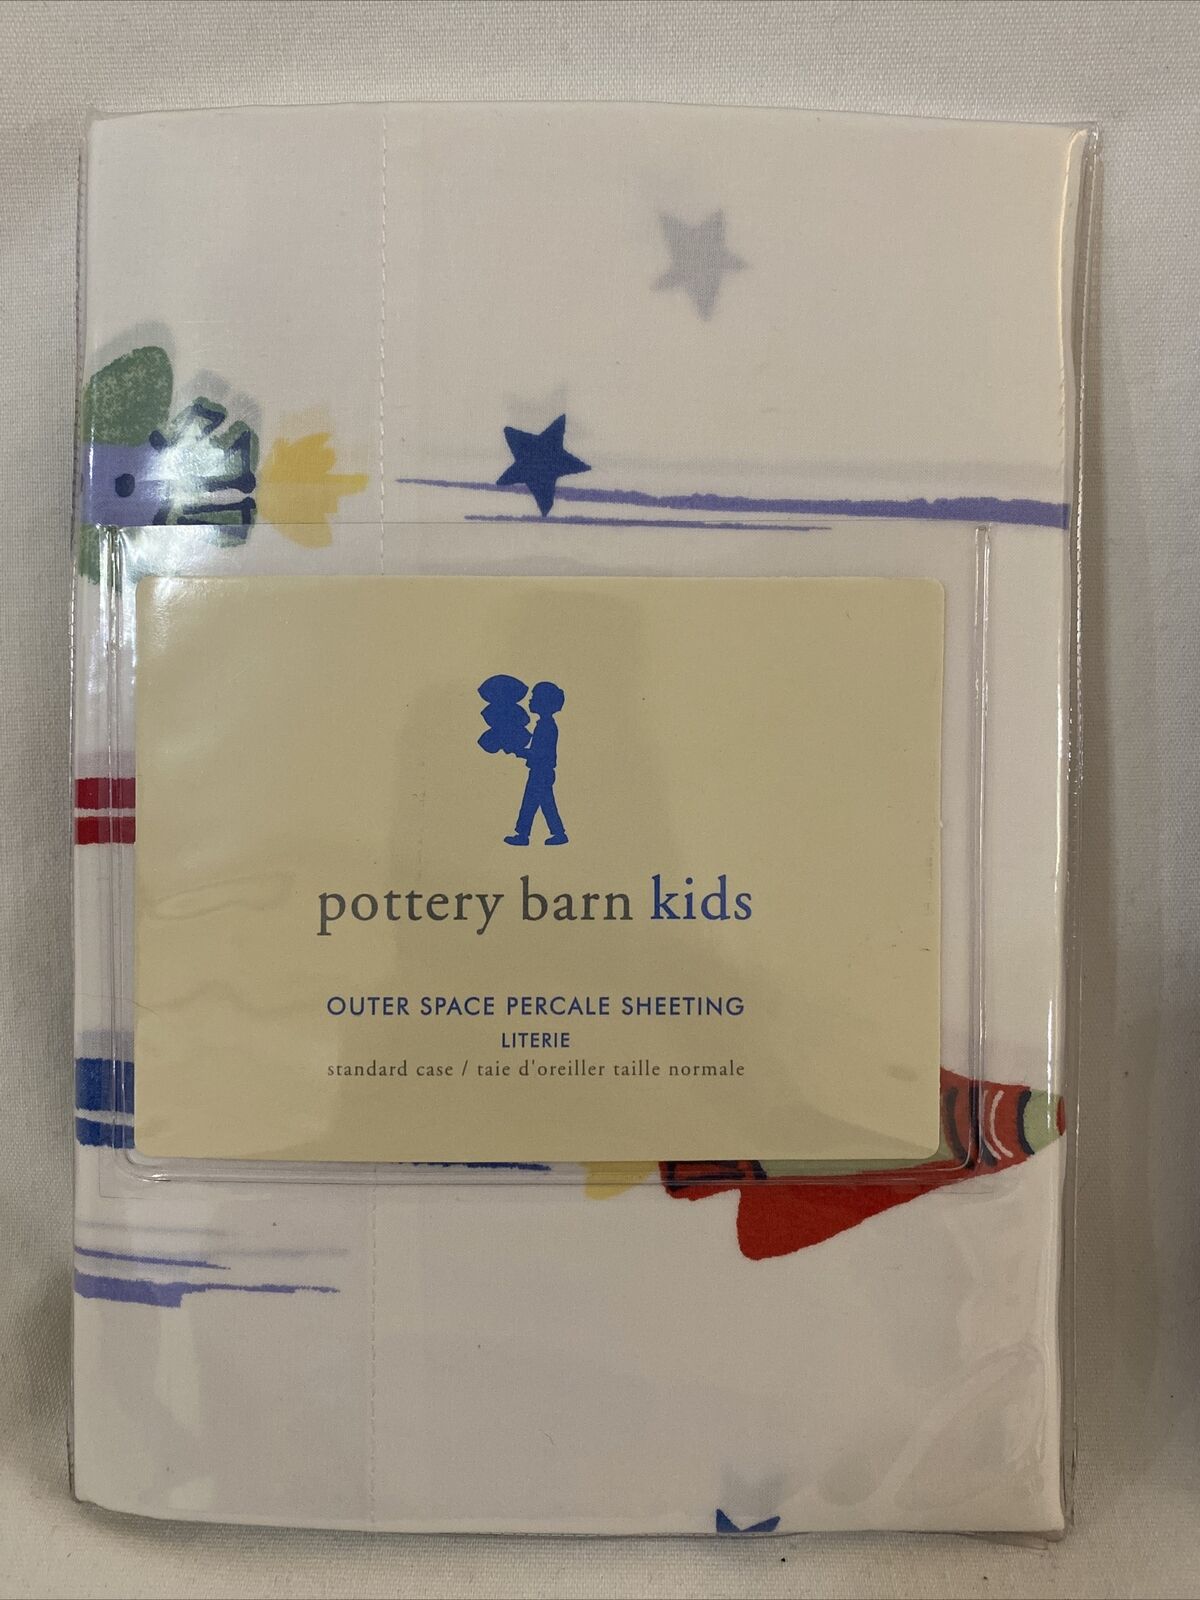 pottery barn kids
OUTER SPACE PERCALE SHEETING
LITERIE
standard case / taie d'oreiller taille normale